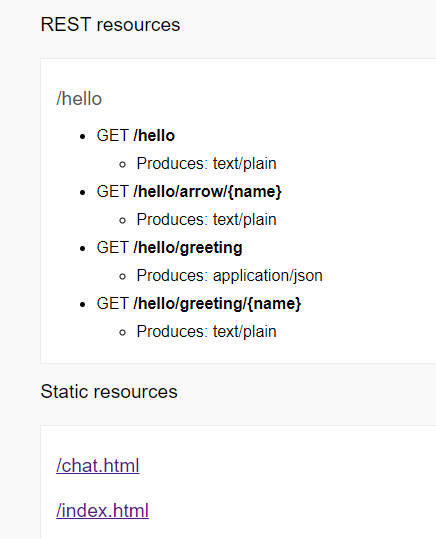 REST resources
/hello
GET /hello
Produces: text/plain
GET /hello/arrow/{name}
Produces: text/plain
GET /hello/greeting
Produces: application/json
GET /hello/greeting/{name}
Produces: text/plain
Static resources
/chat.html
/index.html